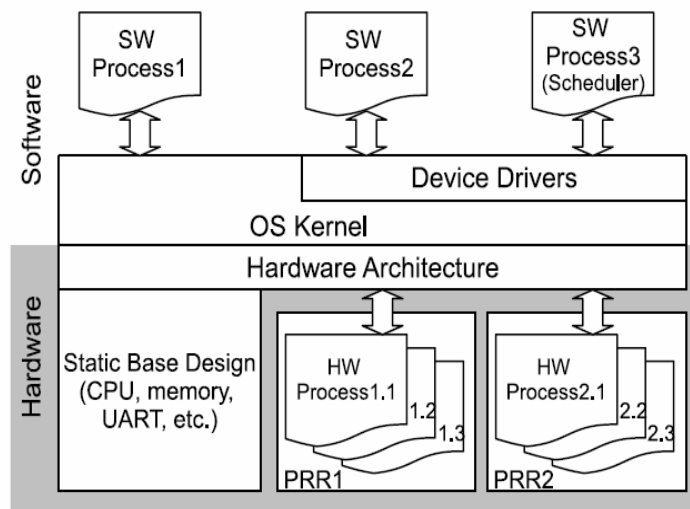 SW
Process1
SW
Process2
SW
Process3
(Scheduler)
Software
Device Drivers
OS Kernel
Hardware Architecture
Hardware
Static Base Design
(CPU, memory,
UART, etc.)
HW
Process1.1
1.2
1.3
PRR1
HW
Process2.1
2.2
2.3
PRR2